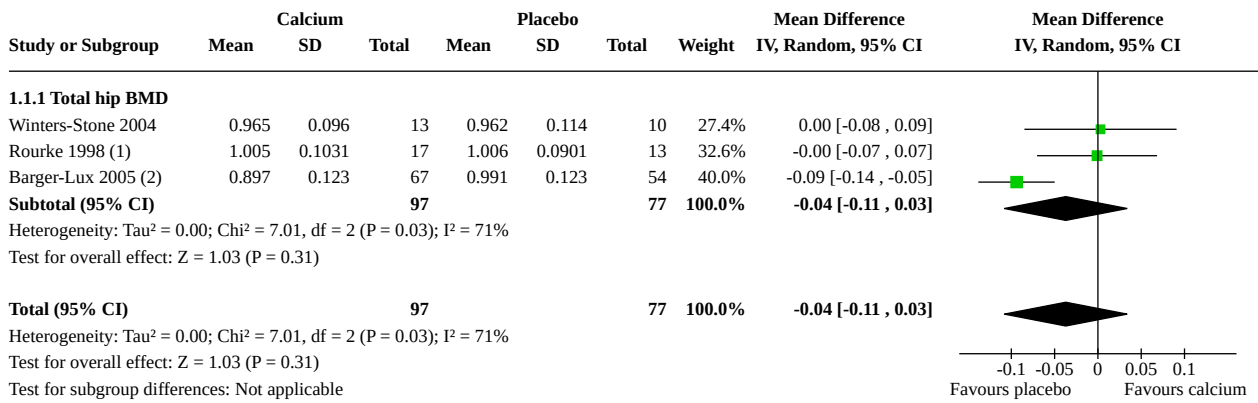 Calcium Placebo Mean Difference Mean Difference
Study or Subgroup Mean SD Total Mean SD Total Weight IV, Random, 95% CI IV, Random, 95% CI
1.1.1 Total hip BMD
Winters-Stone 2004 0.965 0.096 13 0.962 0.114 10 27.4% 0.00 [-0.08 , 0.09]
Rourke 1998 (1) 1.005 0.1031 17 1.006 0.0901 13 32.6% -0.00 [-0.07 , 0.07]
Barger-Lux 2005 (2) 0.897 0.123 67 0.991 0.123 54 40.0% -0.09 [-0.14 , -0.05]
Subtotal (95% CI) 97 77 100.0% -0.04 [-0.11 , 0.03]
Heterogeneity: Tau² = 0.00; Chi² = 7.01, df = 2 (P = 0.03); I² = 71%
Test for overall effect: Z = 1.03 (P = 0.31)
Total (95% CI) 97 77 100.0% -0.04 [-0.11 , 0.03]
Heterogeneity: Tau² = 0.00; Chi² = 7.01, df = 2 (P = 0.03); I² = 71%
Test for overall effect: Z = 1.03 (P = 0.31)
-0.1 -0.05 0 0.05 0.1
Test for subgroup differences: Not applicable Favours placebo Favours calcium